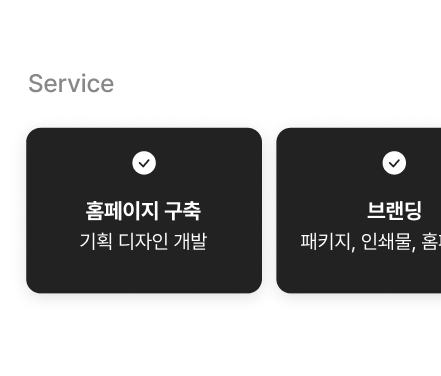 Service
홈페이지 구축
기획 디자인 개발
브랜딩
패키지, 인쇄물,